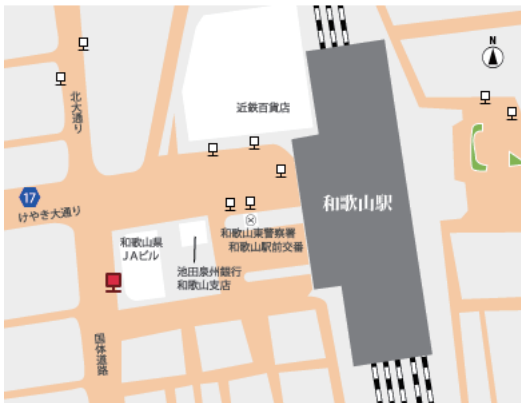 N
近鉄百貨店
北大通り
17
けやき大通り
和歌山駅
和歌山東警察署
和歌山駅前交番
和歌山県
JAビル
池田泉州銀行
和歌山支店
国体道路